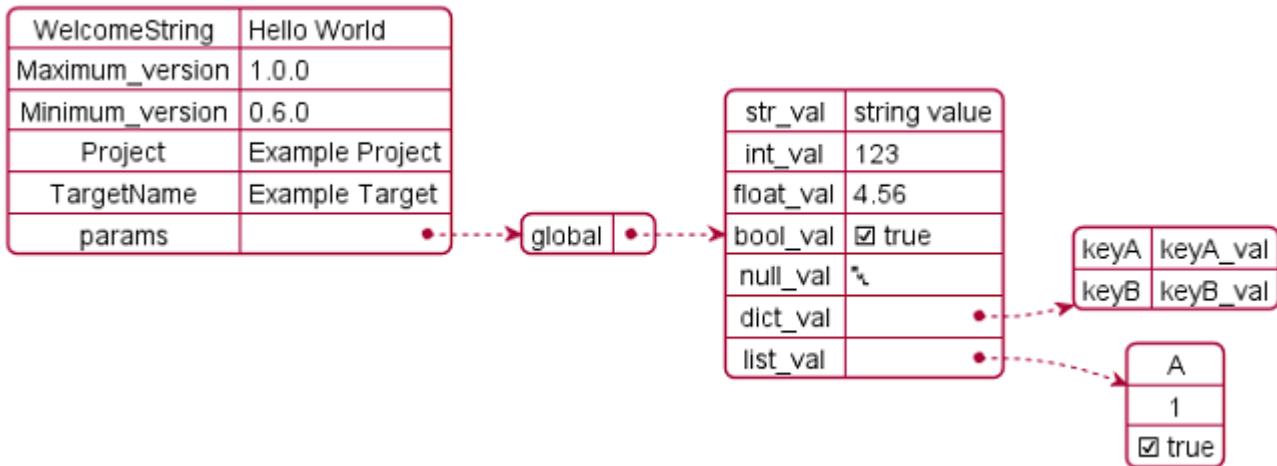 WelcomeString Hello World
Maximum_version 1.0.0
Minimum_version 0.6.0
Project Example Project
TargetName Example Target
params
global
str_val string value
int_val 123
float_val 4.56
bool_val ☑ true
null_val ␀
dict_val
list_val
keyA keyA_val
keyB keyB_val
A
1
☑ true